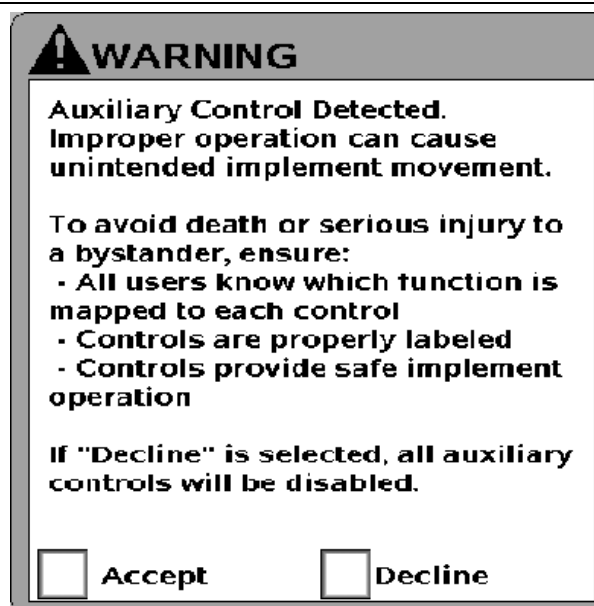 WARNING
Auxiliary Control Detected.
Improper operation can cause
unintended implement movement.
To avoid death or serious injury to
a bystander, ensure:
- All users know which function is
mapped to each control
- Controls are properly labeled
- Controls provide safe implement
operation
If "Decline" is selected, all auxiliary
controls will be disabled.
Accept Decline